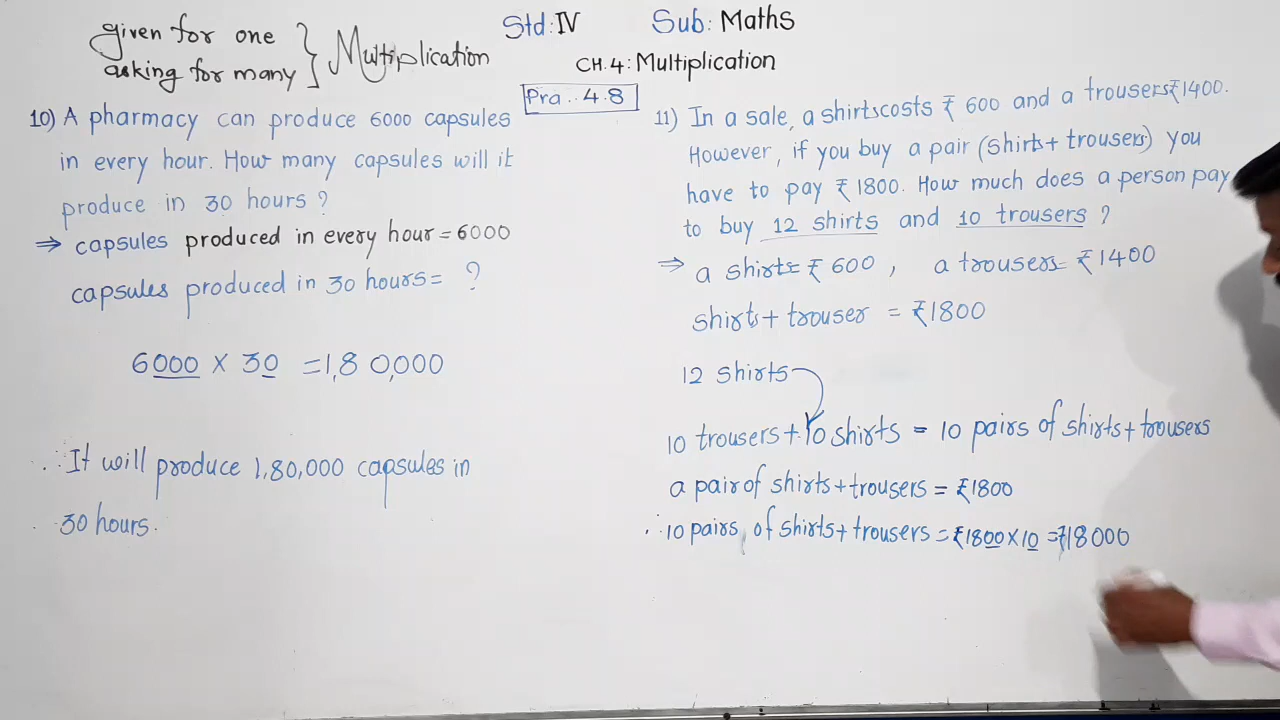 given for one
asking for many } Multiplication
Std: IV Sub: Maths
CH.4: Multiplication
Pra.. 4.8
10) A pharmacy can produce 6000 capsules
in every hour. How many capsules will it
produce in 30 hours ?
⇒ capsules produced in every hour = 6000
capsules produced in 30 hours = ?
6000 × 30 = 1,80,000
∴ It will produce 1,80,000 capsules in
30 hours.
11) In a sale, a shirts costs ₹ 600 and a trousers ₹1400.
However, if you buy a pair (shirts + trousers) you
have to pay ₹ 1800. How much does a person pay
to buy 12 shirts and 10 trousers ?
⇒ a shirts = ₹ 600 , a trousers = ₹1400
shirts + trouser = ₹1800
12 shirts
10 trousers + 10 shirts = 10 pairs of shirts + trousers
a pair of shirts + trousers = ₹1800
∴ 10 pairs of shirts + trousers = ₹1800 × 10 = ₹18000